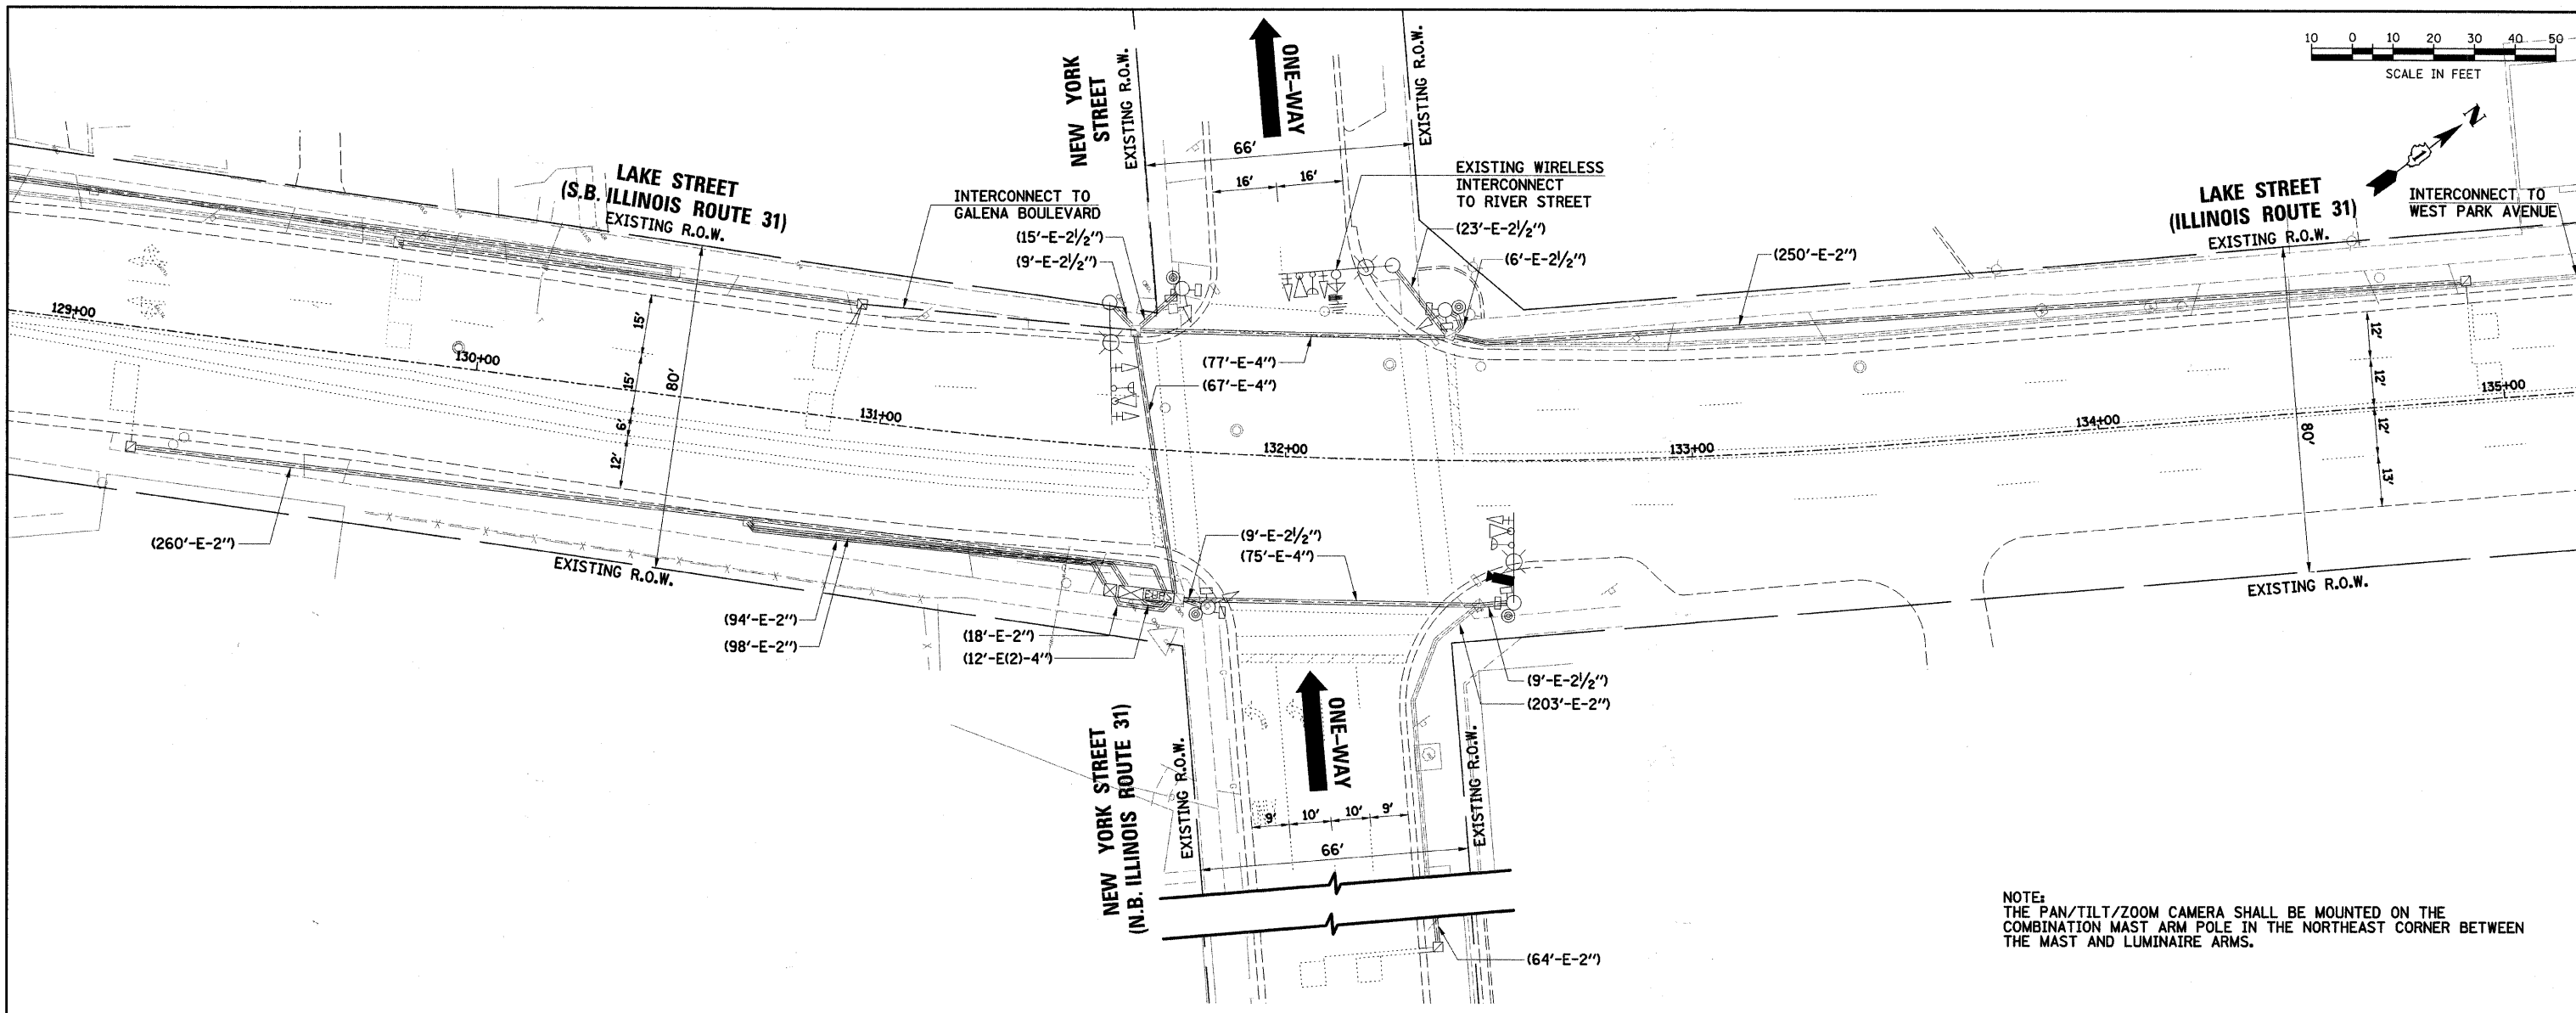 10 0 10 20 30 40 50
SCALE IN FEET
N
NEW YORK
STREET
EXISTING R.O.W.
ONE-WAY
EXISTING R.O.W.
66'
16' 16'
EXISTING WIRELESS
INTERCONNECT
TO RIVER STREET
LAKE STREET
(S.B. ILLINOIS ROUTE 31)
EXISTING R.O.W.
INTERCONNECT TO
GALENA BOULEVARD
(15'-E-2½")
(9'-E-2½")
(23'-E-2½")
(6'-E-2½")
(250'-E-2")
LAKE STREET
(ILLINOIS ROUTE 31)
EXISTING R.O.W.
INTERCONNECT TO
WEST PARK AVENUE
129+00
130+00
131+00
132+00
133+00
134+00
135+00
15'
15'
6'
12'
80'
(77'-E-4")
(67'-E-4")
12'
12'
12'
13'
80'
(260'-E-2")
EXISTING R.O.W.
(94'-E-2")
(98'-E-2")
(18'-E-2")
(12'-E(2)-4")
(9'-E-2½")
(75'-E-4")
(9'-E-2½")
(203'-E-2")
EXISTING R.O.W.
NEW YORK STREET
(N.B. ILLINOIS ROUTE 31)
EXISTING R.O.W.
ONE-WAY
EXISTING R.O.W.
9' 10' 10' 9'
66'
(64'-E-2")
NOTE:
THE PAN/TILT/ZOOM CAMERA SHALL BE MOUNTED ON THE
COMBINATION MAST ARM POLE IN THE NORTHEAST CORNER BETWEEN
THE MAST AND LUMINAIRE ARMS.